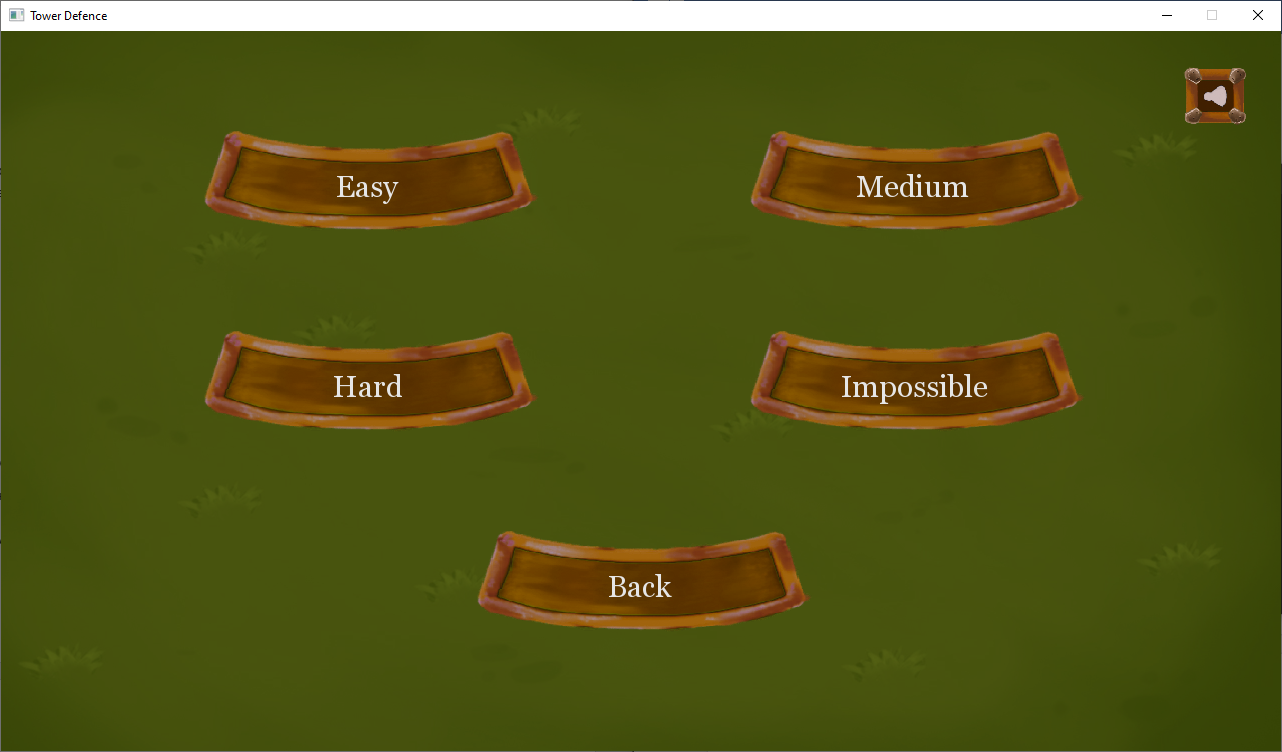 Tower Defence
Easy
Medium
Hard
Impossible
Back